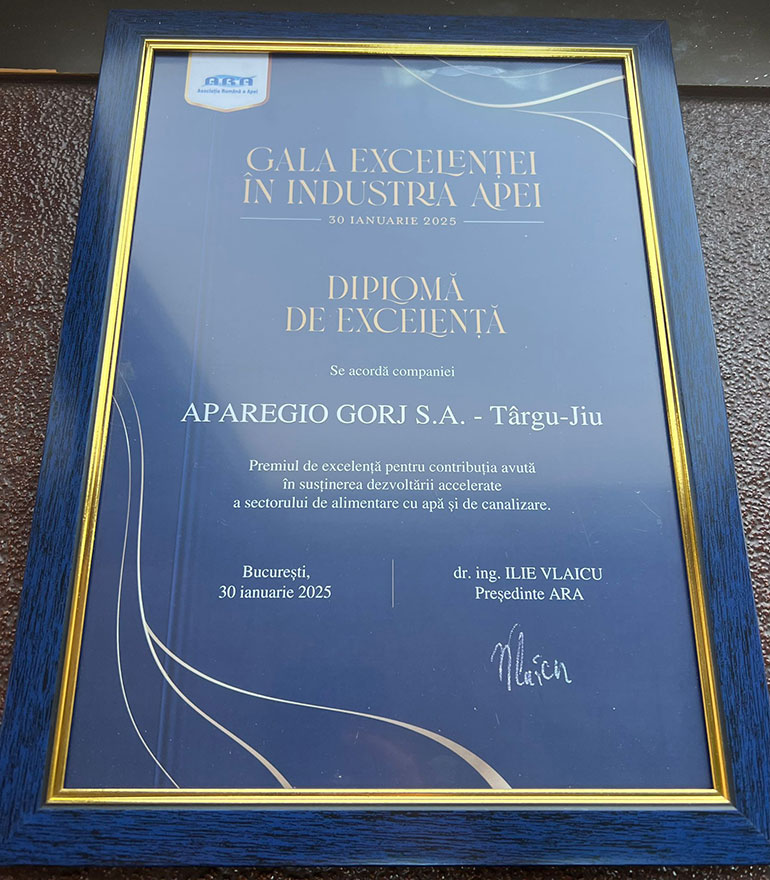 ARA
Asociația Română a Apei
GALA EXCELENȚEI
ÎN INDUSTRIA APEI
30 IANUARIE 2025
DIPLOMĂ
DE EXCELENȚĂ
Se acordă companiei
APAREGIO GORJ S.A. - Târgu-Jiu
Premiul de excelență pentru contribuția avută
în susținerea dezvoltării accelerate
a sectorului de alimentare cu apă și de canalizare.
București,
30 ianuarie 2025
dr. ing. ILIE VLAICU
Președinte ARA
Vlaicu